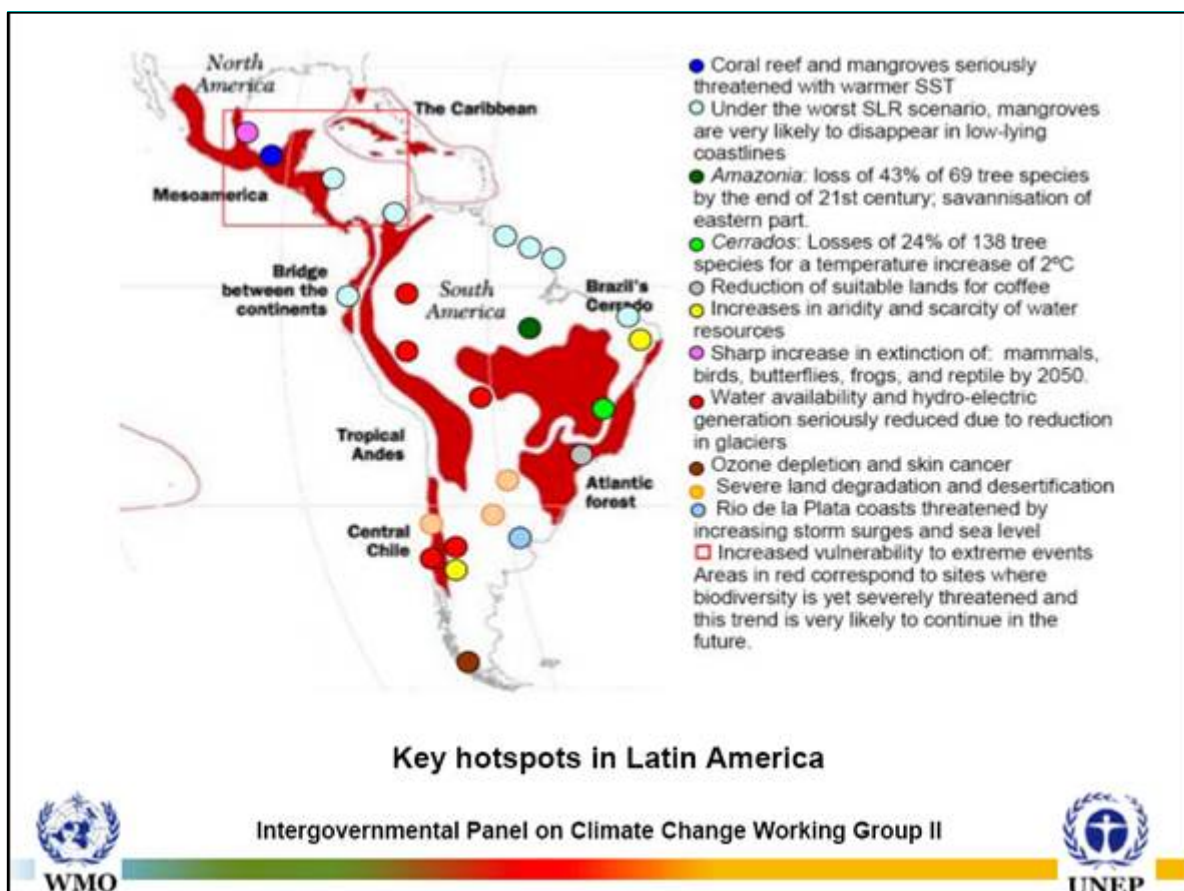 North
America
The Caribbean
Mesoamerica
Bridge
between the
continents
South
America
Brazil's
Cerrado
Tropical
Andes
Atlantic
forest
Central
Chile
Coral reef and mangroves seriously
threatened with warmer SST
Under the worst SLR scenario, mangroves
are very likely to disappear in low-lying
coastlines
Amazonia: loss of 43% of 69 tree species
by the end of 21st century; savannisation of
eastern part.
Cerrados: Losses of 24% of 138 tree
species for a temperature increase of 2ºC
Reduction of suitable lands for coffee
Increases in aridity and scarcity of water
resources
Sharp increase in extinction of: mammals,
birds, butterflies, frogs, and reptile by 2050.
Water availability and hydro-electric
generation seriously reduced due to reduction
in glaciers
Ozone depletion and skin cancer
Severe land degradation and desertification
Rio de la Plata coasts threatened by
increasing storm surges and sea level
Increased vulnerability to extreme events
Areas in red correspond to sites where
biodiversity is yet severely threatened and
this trend is very likely to continue in the
future.
Key hotspots in Latin America
Intergovernmental Panel on Climate Change Working Group II
WMO
UNEP